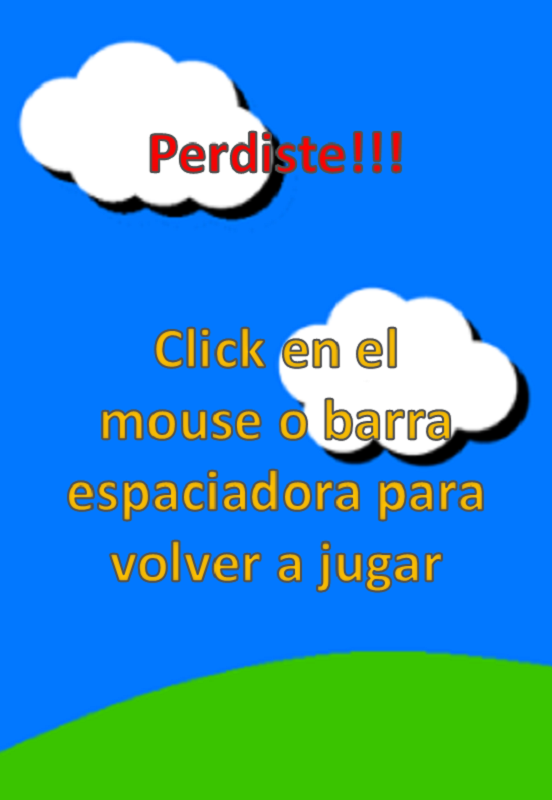 Perdiste!!!
Click en el
mouse o barra
espaciadora para
volver a jugar